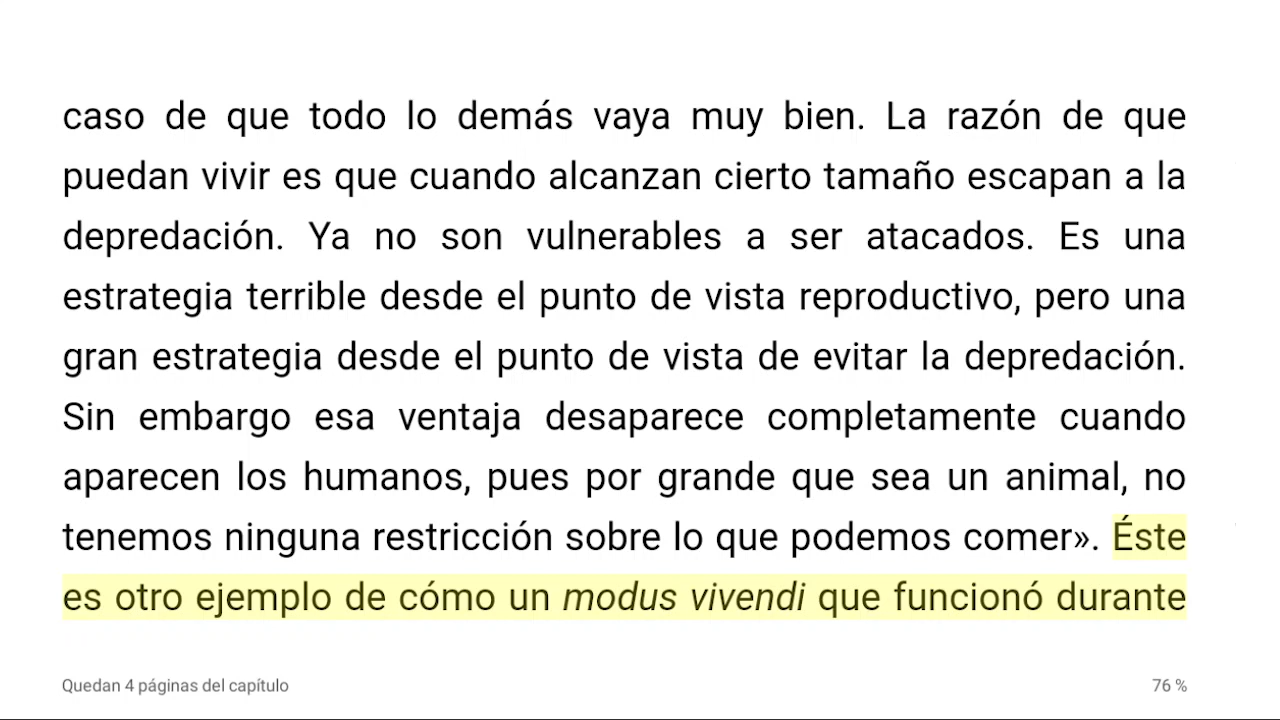 caso de que todo lo demás vaya muy bien. La razón de que
puedan vivir es que cuando alcanzan cierto tamaño escapan a la
depredación. Ya no son vulnerables a ser atacados. Es una
estrategia terrible desde el punto de vista reproductivo, pero una
gran estrategia desde el punto de vista de evitar la depredación.
Sin embargo esa ventaja desaparece completamente cuando
aparecen los humanos, pues por grande que sea un animal, no
tenemos ninguna restricción sobre lo que podemos comer». Éste
es otro ejemplo de cómo un modus vivendi que funcionó durante
Quedan 4 páginas del capítulo
76 %